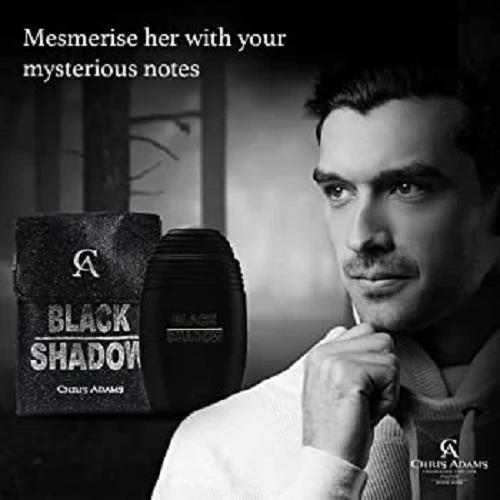 Mesmerise her with your
mysterious notes
CA
BLACK
SHADOW
CHRIS ADAMS
BLACK
SHADOW
CA
CHRIS ADAMS